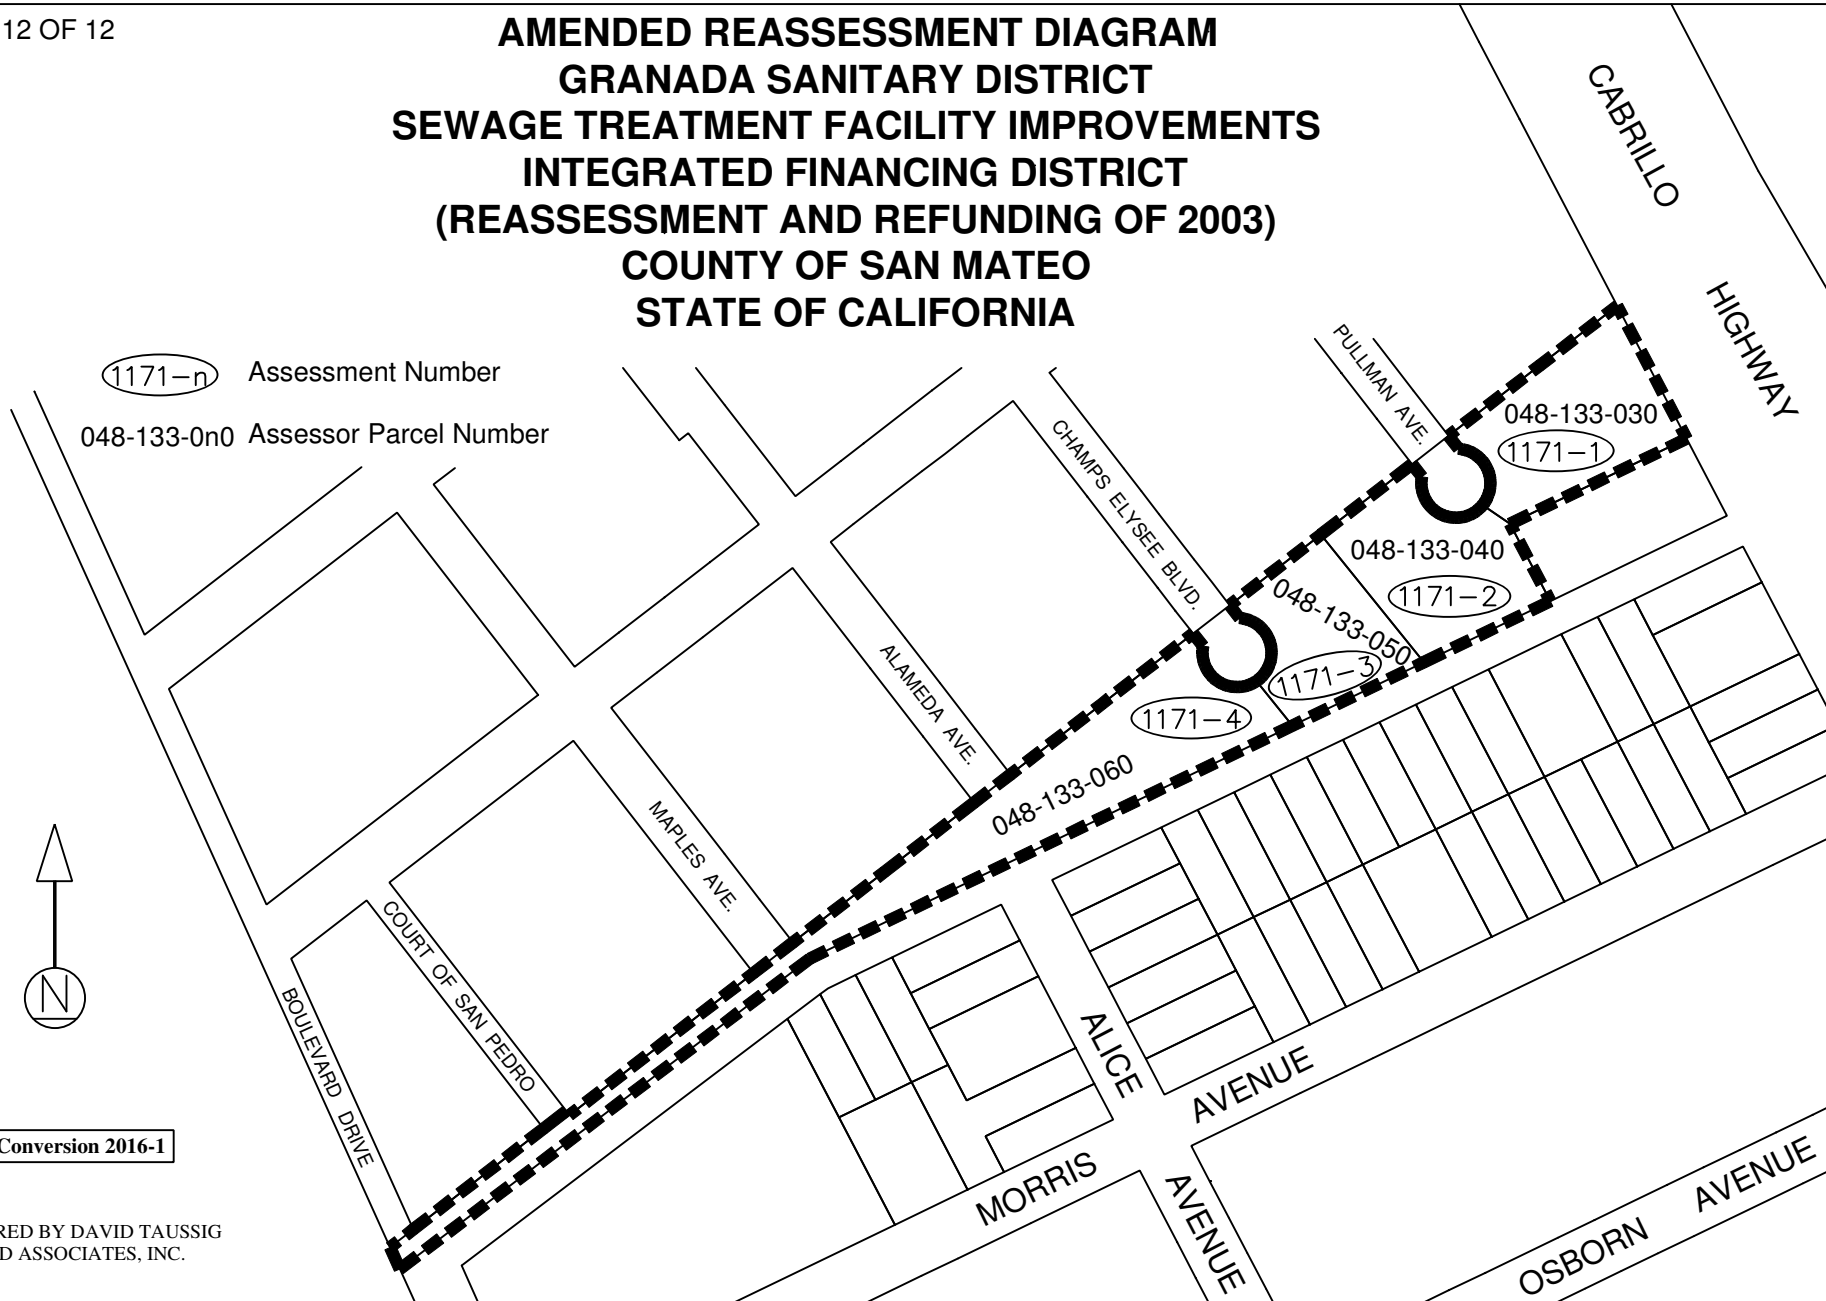 12 OF 12
AMENDED REASSESSMENT DIAGRAM
GRANADA SANITARY DISTRICT
SEWAGE TREATMENT FACILITY IMPROVEMENTS
INTEGRATED FINANCING DISTRICT
(REASSESSMENT AND REFUNDING OF 2003)
COUNTY OF SAN MATEO
STATE OF CALIFORNIA
1171-n Assessment Number
048-133-0n0 Assessor Parcel Number
CABRILLO
HIGHWAY
PULLMAN AVE.
048-133-030
1171-1
CHAMPS ELYSEE BLVD.
048-133-040
1171-2
048-133-050
1171-3
1171-4
048-133-060
ALAMEDA AVE.
MAPLES AVE.
COURT OF SAN PEDRO
BOULEVARD DRIVE
N
ALICE
AVENUE
MORRIS
AVENUE
OSBORN AVENUE
Conversion 2016-1
RED BY DAVID TAUSSIG
D ASSOCIATES, INC.